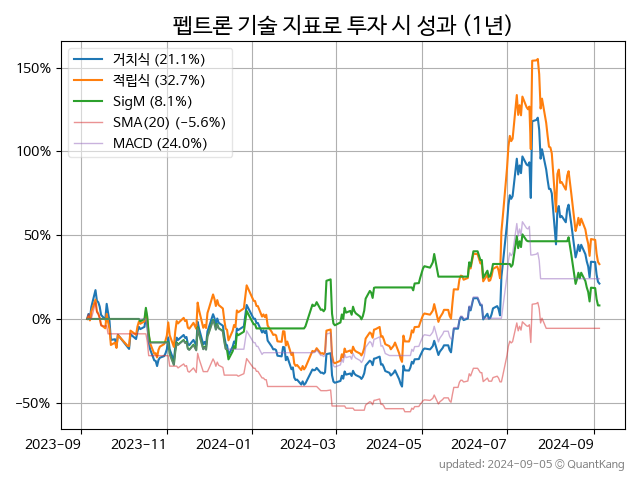 펩트론 기술 지표로 투자 시 성과 (1년)
거치식 (21.1%)
적립식 (32.7%)
SigM (8.1%)
SMA(20) (−5.6%)
MACD (24.0%)
150%
100%
50%
0%
−50%
2023-09 2023-11 2024-01 2024-03 2024-05 2024-07 2024-09
updated: 2024-09-05 © QuantKang